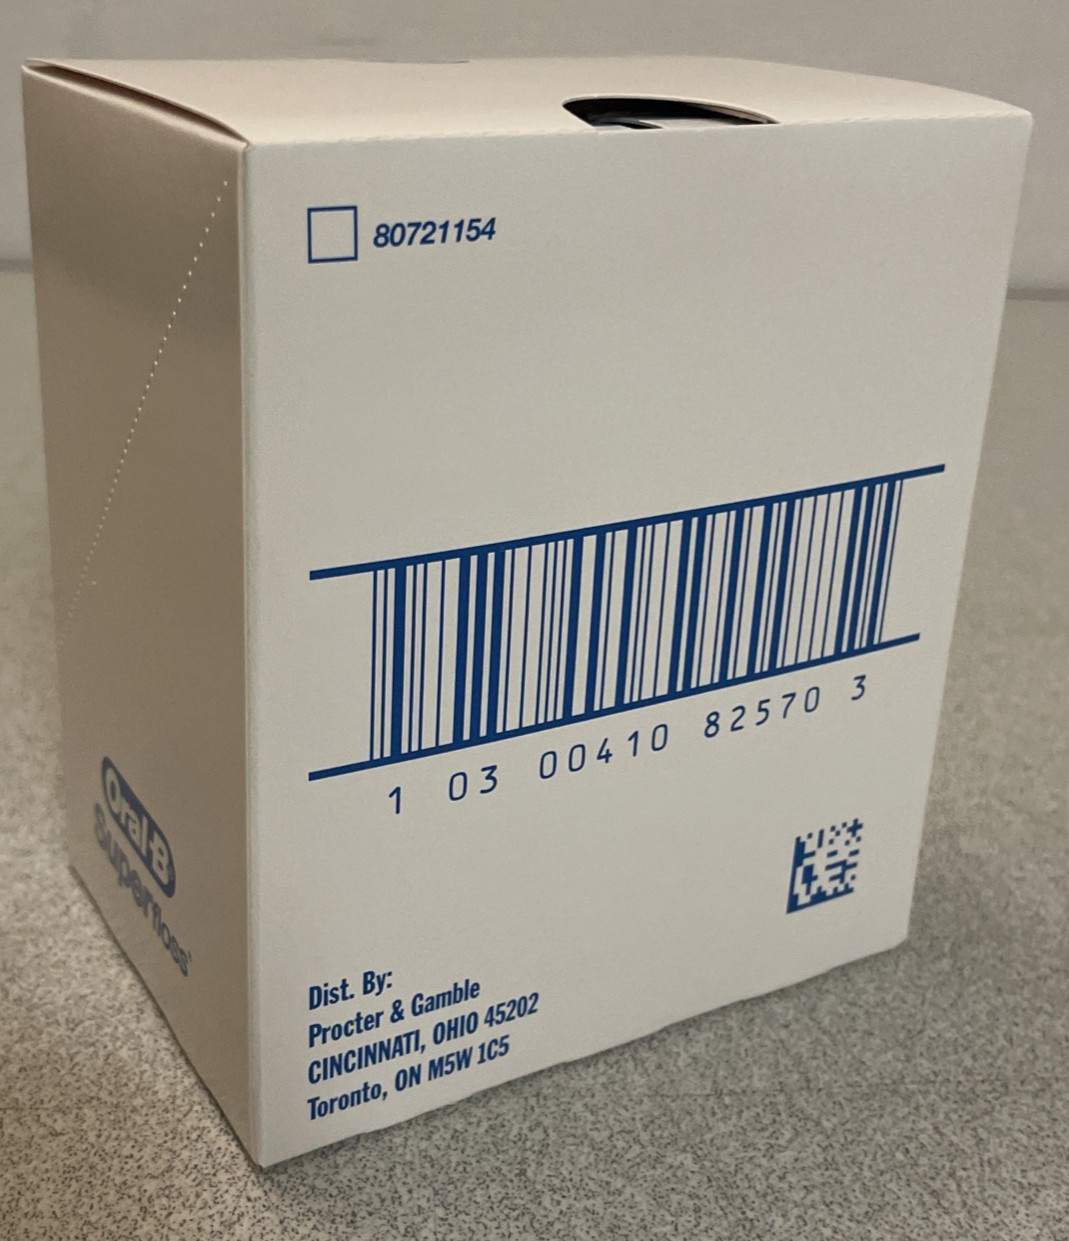 80721154
1 03 00410 82570 3
Oral-B
Superfloss®
Dist. By:
Procter & Gamble
CINCINNATI, OHIO 45202
Toronto, ON M5W 1C5